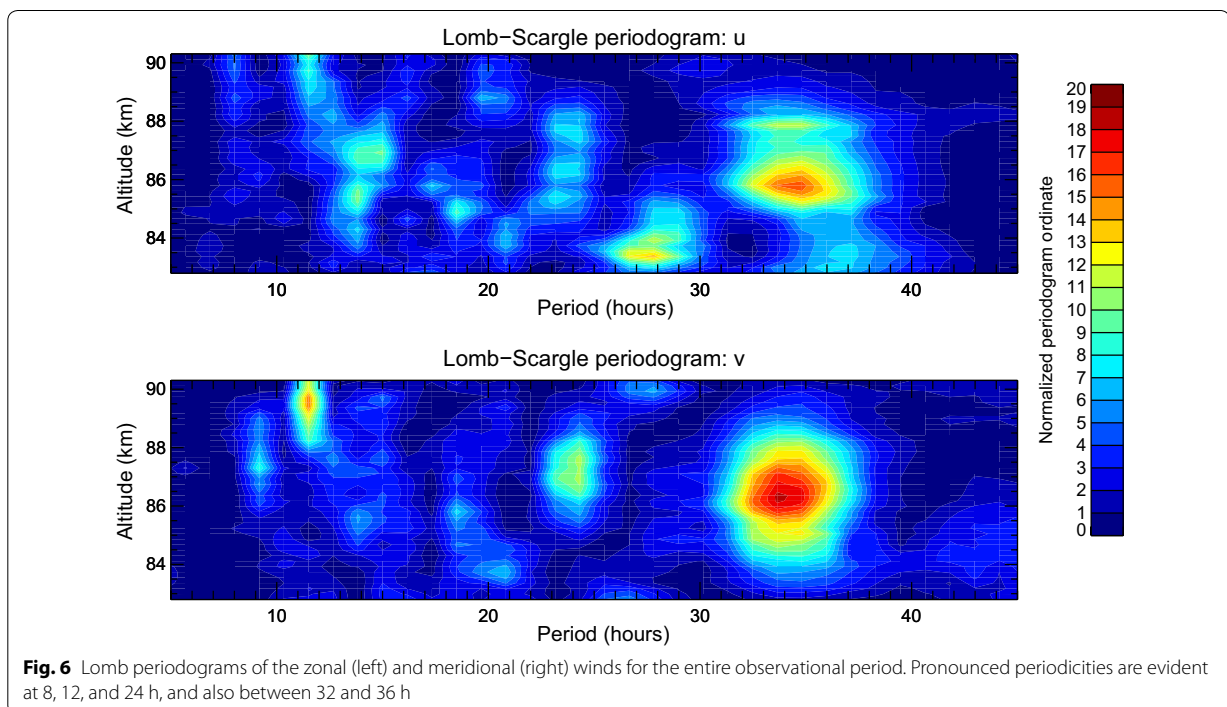 Lomb−Scargle periodogram: u
90
88
86
84
Altitude (km)
10 20 30 40
Period (hours)
Lomb−Scargle periodogram: v
90
88
86
84
Altitude (km)
10 20 30 40
Period (hours)
20
19
18
17
16
15
14
13
12
11
10
9
8
7
6
5
4
3
2
1
0
Normalized periodogram ordinate
Fig. 6 Lomb periodograms of the zonal (left) and meridional (right) winds for the entire observational period. Pronounced periodicities are evident
at 8, 12, and 24 h, and also between 32 and 36 h